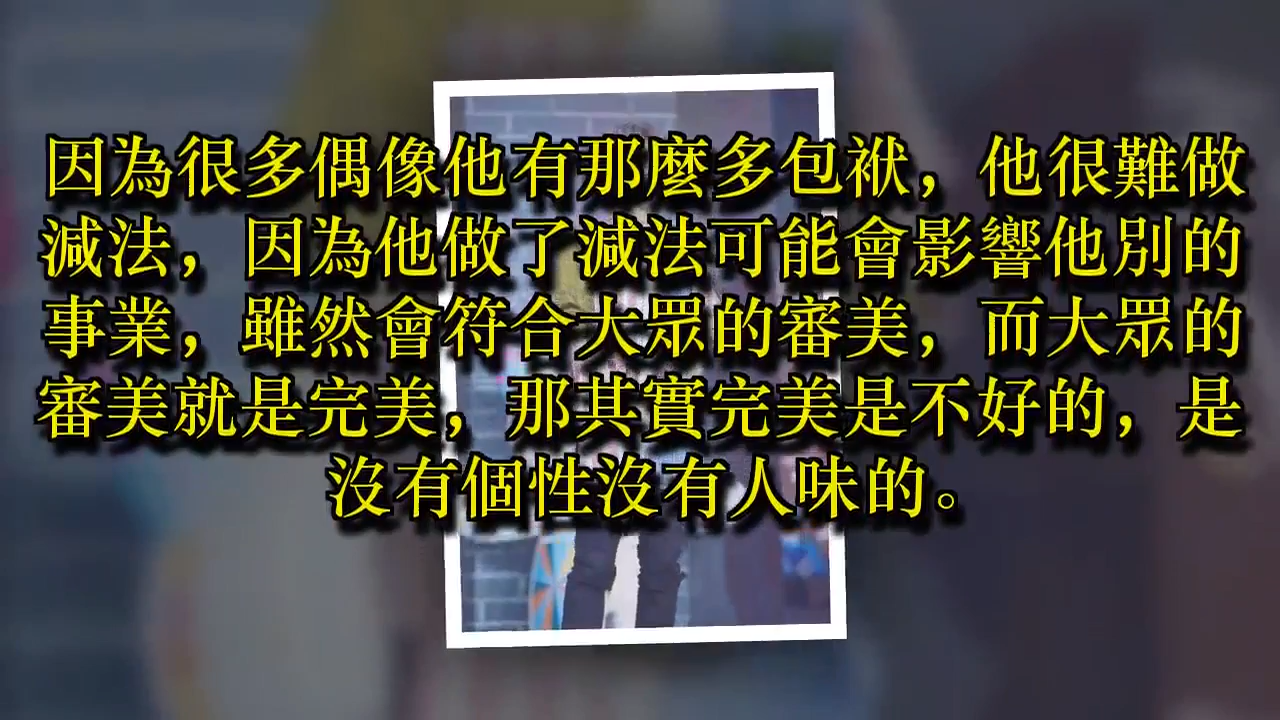 因為很多偶像他有那麼多包袱，他很難做
減法，因為他做了減法可能會影響他別的
事業，雖然會符合大眾的審美，而大眾的
審美就是完美，那其實完美是不好的，是
沒有個性沒有人味的。